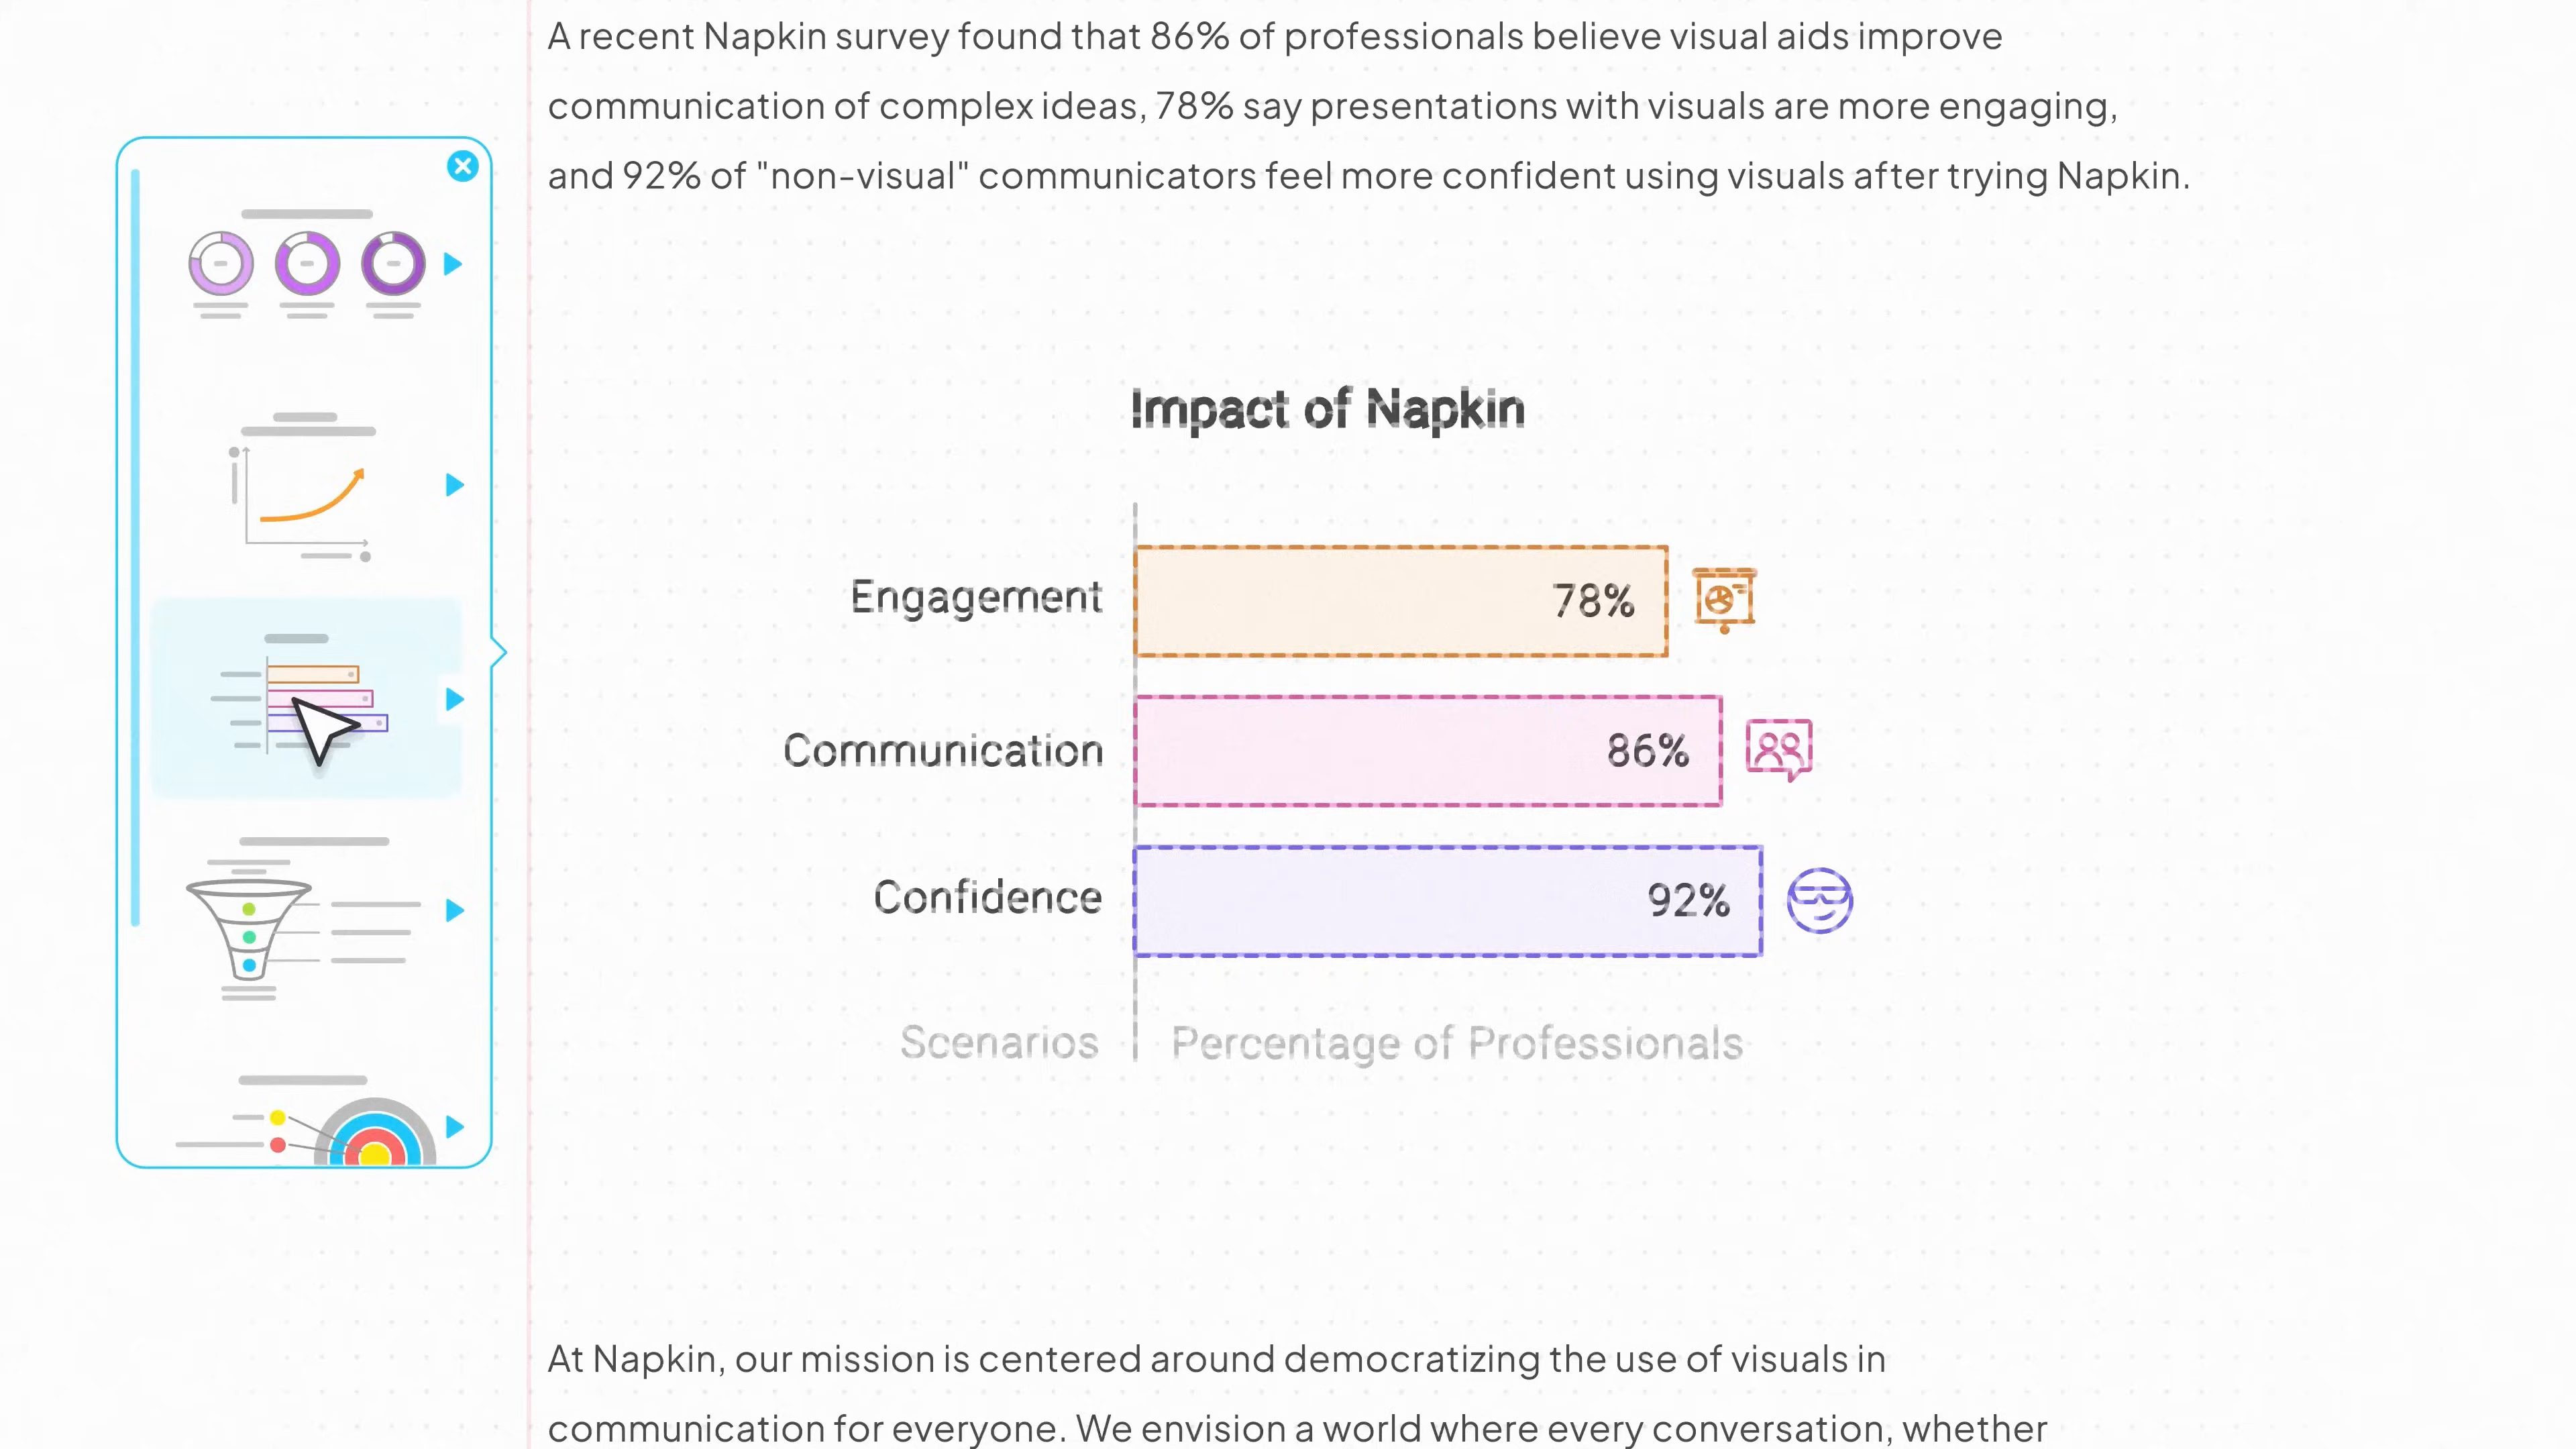 A recent Napkin survey found that 86% of professionals believe visual aids improve
communication of complex ideas, 78% say presentations with visuals are more engaging,
and 92% of "non-visual" communicators feel more confident using visuals after trying Napkin.
Impact of Napkin
Engagement 78%
Communication 86%
Confidence 92%
Scenarios Percentage of Professionals
At Napkin, our mission is centered around democratizing the use of visuals in
communication for everyone. We envision a world where every conversation, whether